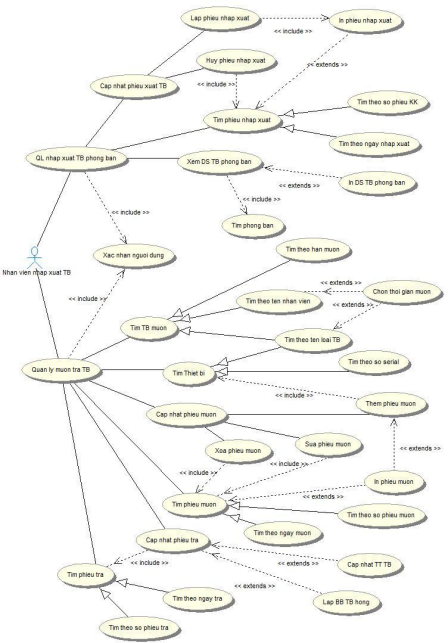 Lap phieu nhap xuat
In phieu nhap xuat
<< include >>
Huy phieu nhap xuat
<< include >>
<< extends >>
Cap nhat phieu xuat TB
Tim theo so phieu KK
Tim phieu nhap xuat
Tim theo ngay nhap xuat
QL nhap xuat TB phong ban
Xem DS TB phong ban
<< extends >>
In DS TB phong ban
<< include >>
<< include >>
Tim phong ban
Xac nhan nguoi dung
Tim theo han muon
Nhan vien nhap xuat TB
<< extends >>
Chon thoi gian muon
<< include >>
Tim theo ten nhan vien
<< extends >>
Tim TB muon
Tim theo ten loai TB
Tim theo so serial
Quan ly muon tra TB
Tim Thiet bi
<< include >>
Them phieu muon
Cap nhat phieu muon
Sua phieu muon
Xoa phieu muon
<< extends >>
<< include >>
<< include >>
In phieu muon
<< extends >>
Tim phieu muon
Tim theo so phieu muon
Tim theo ngay muon
Cap nhat phieu tra
<< include >>
Cap nhat TT TB
<< extends >>
Tim phieu tra
<< extends >>
Tim theo ngay tra
Lap BB TB hong
Tim theo so phieu tra